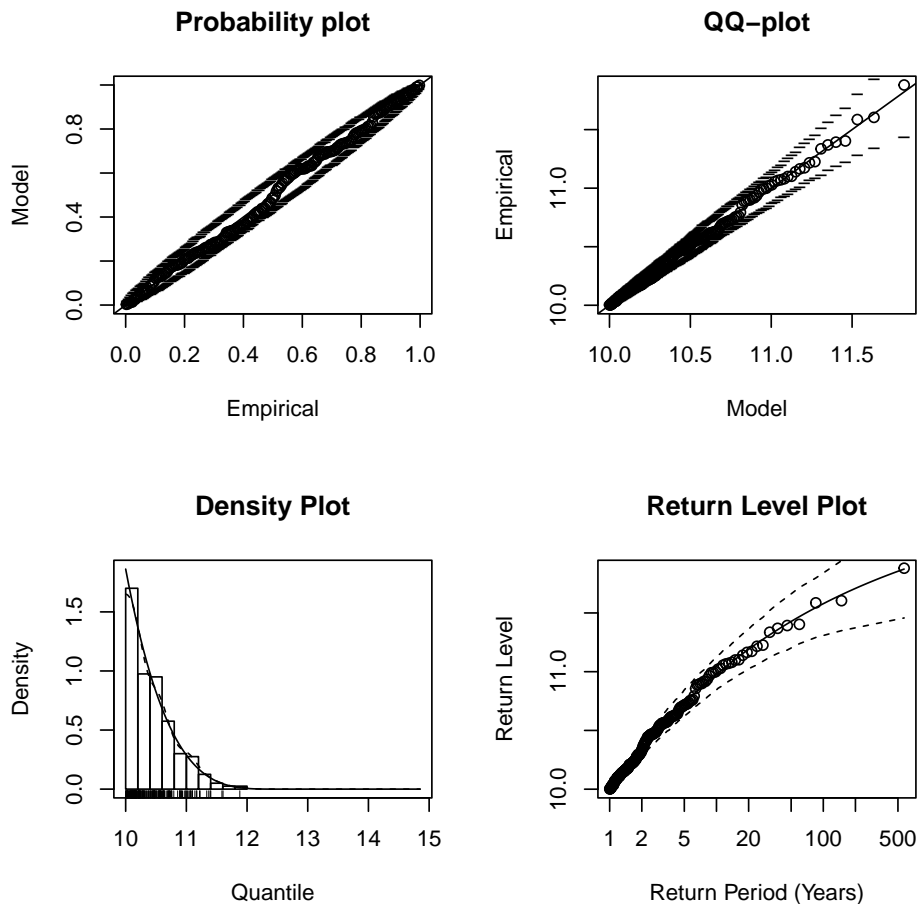 Probability plot
Model
0.0 0.4 0.8
0.0 0.2 0.4 0.6 0.8 1.0
Empirical
QQ−plot
Empirical
10.0 11.0
10.0 10.5 11.0 11.5
Model
Density Plot
Density
0.0 0.5 1.0 1.5
10 11 12 13 14 15
Quantile
Return Level Plot
Return Level
10.0 11.0
1 2 5 20 100 500
Return Period (Years)